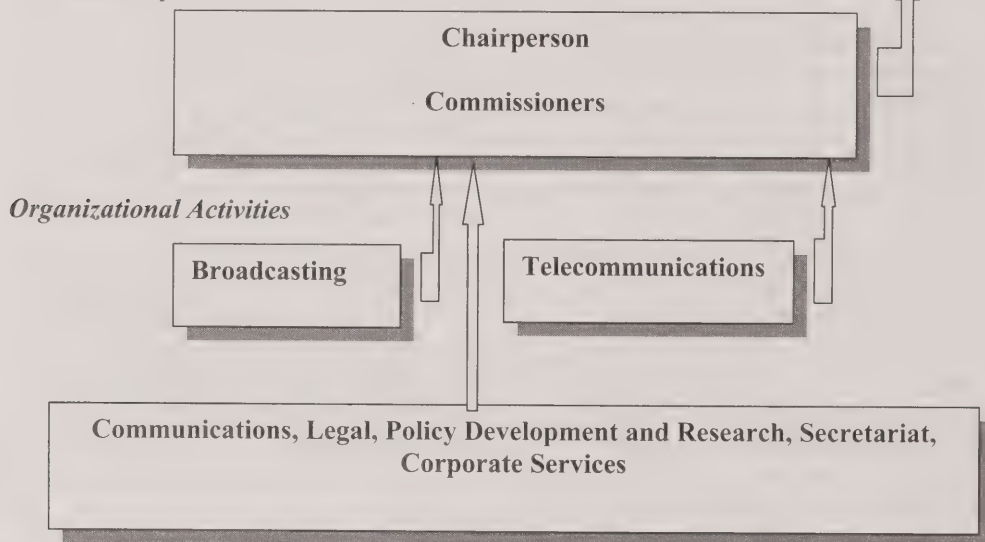 Chairperson
Commissioners
Organizational Activities
Broadcasting
Telecommunications
Communications, Legal, Policy Development and Research, Secretariat,
Corporate Services